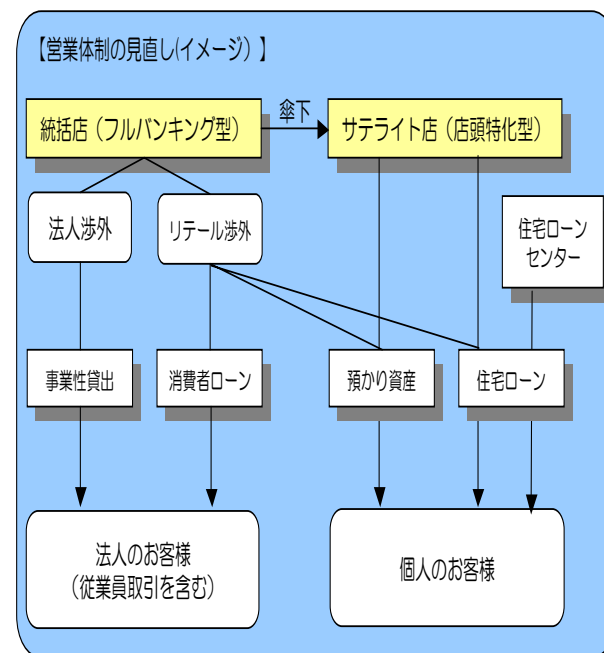 【営業体制の見直し(イメージ）】
統括店（フルバンキング型）
傘下
サテライト店（店頭特化型）
法人渉外
リテール渉外
住宅ローン
センター
事業性貸出
消費者ローン
預かり資産
住宅ローン
法人のお客様
（従業員取引を含む）
個人のお客様